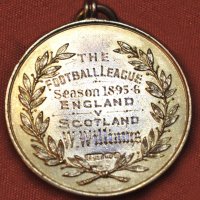 THE
FOOTBALL LEAGUE
Season 1895-6
ENGLAND
V
SCOTLAND
W. Williams